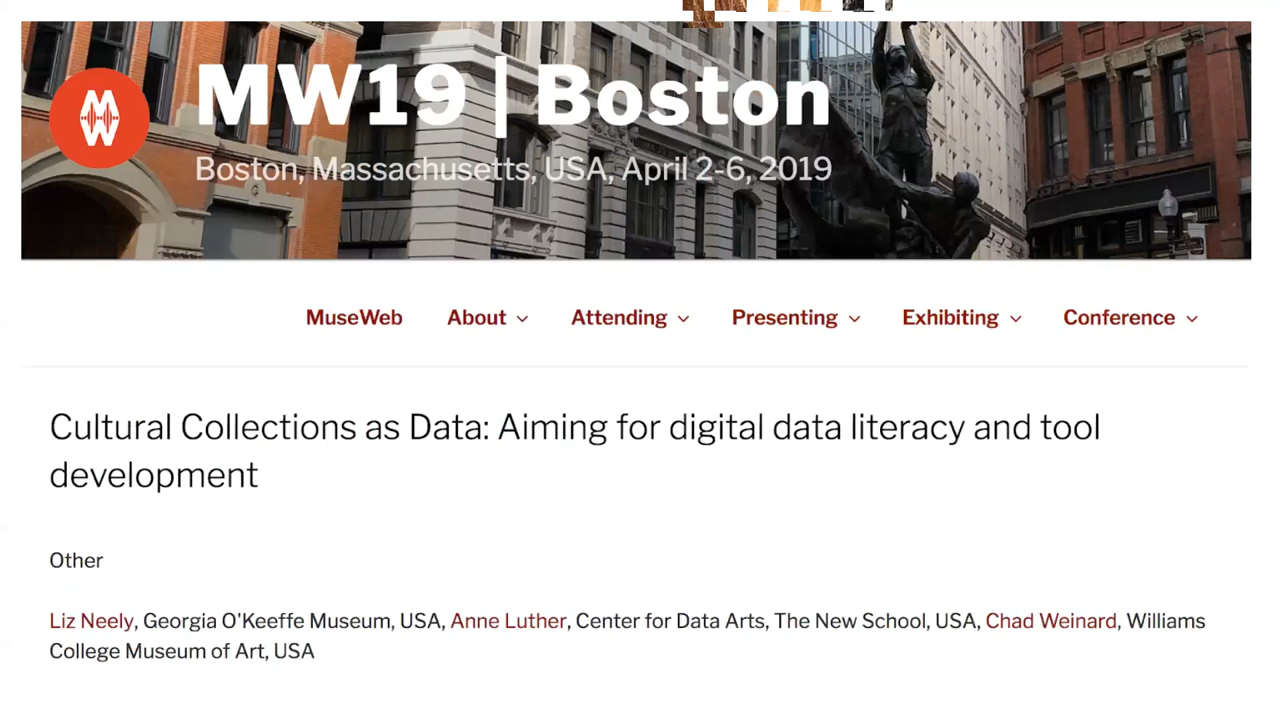 MW19 | Boston
Boston, Massachusetts, USA, April 2-6, 2019
MuseWeb About Attending Presenting Exhibiting Conference
Cultural Collections as Data: Aiming for digital data literacy and tool
development
Other
Liz Neely, Georgia O'Keeffe Museum, USA, Anne Luther, Center for Data Arts, The New School, USA, Chad Weinard, Williams
College Museum of Art, USA